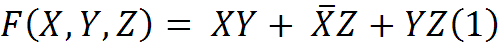 F(X,Y,Z) = XY + X̄Z + YZ(1)